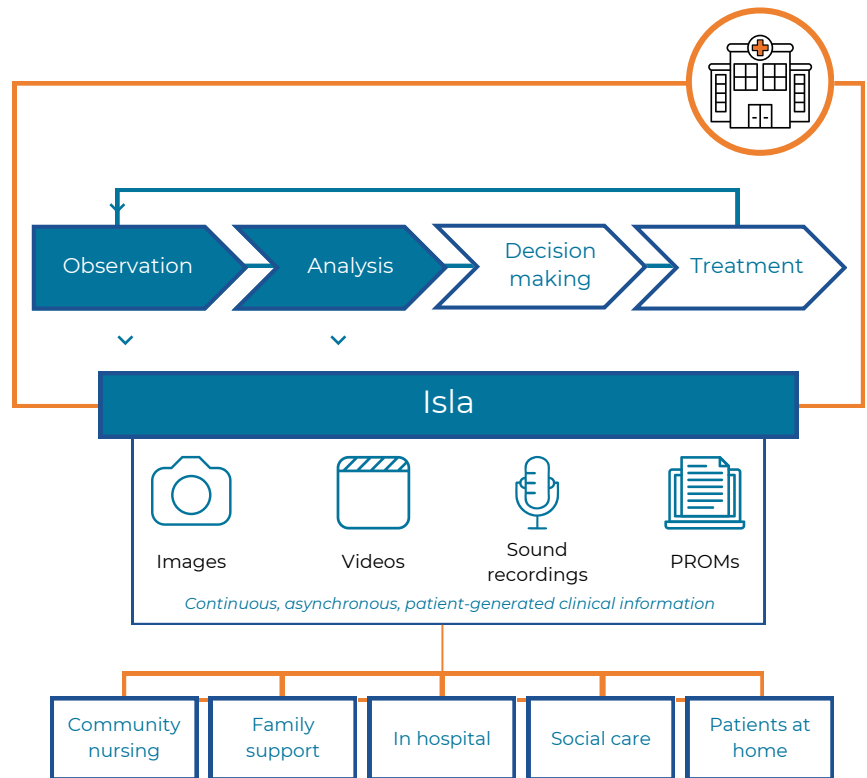 Observation
Analysis
Decision
making
Treatment
Isla
Images
Videos
Sound
recordings
PROMs
Continuous, asynchronous, patient-generated clinical information
Community
nursing
Family
support
In hospital
Social care
Patients at
home